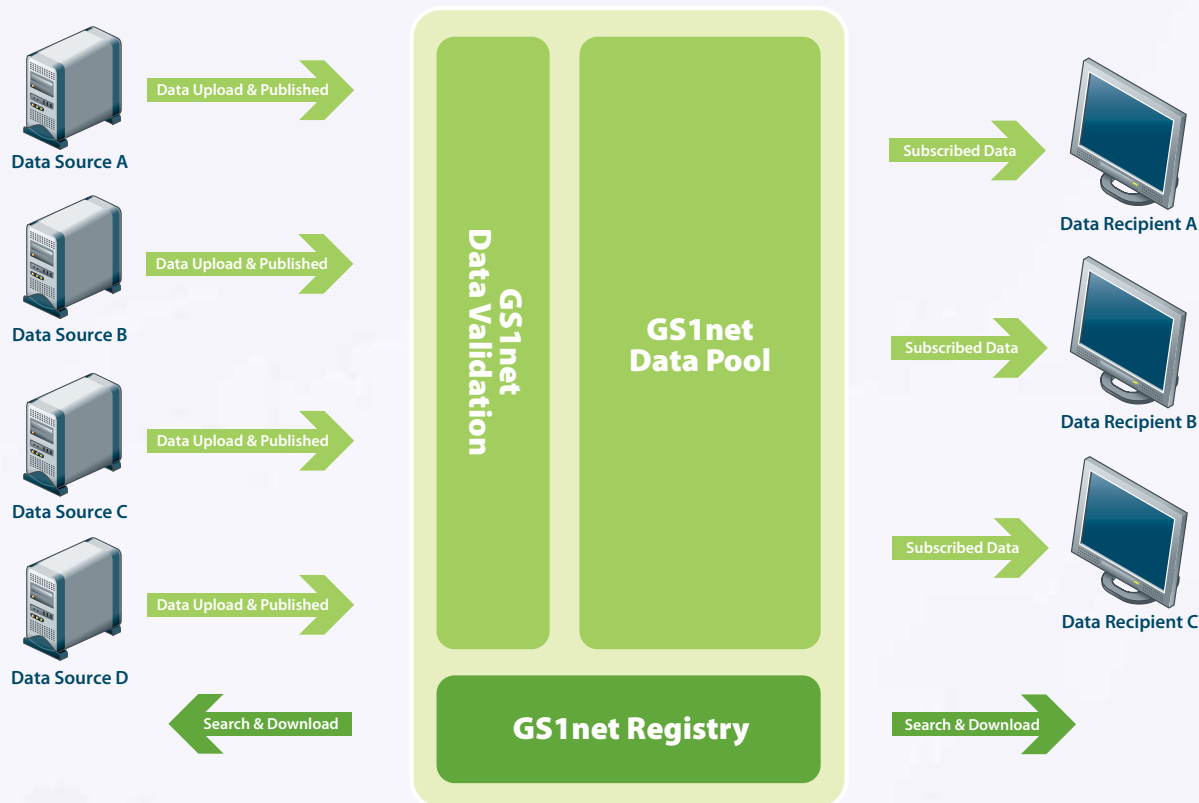 Data Upload & Published
Data Source A
Data Upload & Published
Data Source B
Data Upload & Published
Data Source C
Data Upload & Published
Data Source D
Search & Download
GS1net
Data Validation
GS1net
Data Pool
GS1net Registry
Subscribed Data
Data Recipient A
Subscribed Data
Data Recipient B
Subscribed Data
Data Recipient C
Search & Download